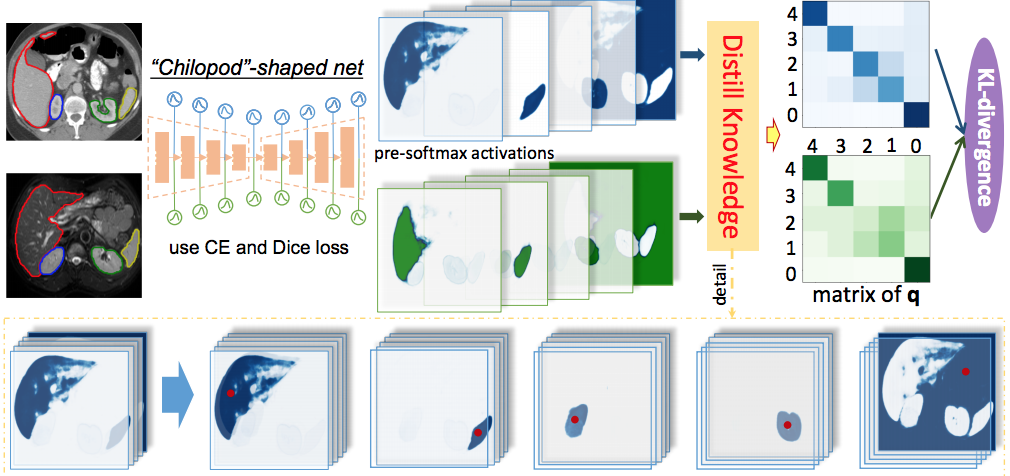 "Chilopod"-shaped net
use CE and Dice loss
pre-softmax activations
Distill Knowledge
detail
4
3
2
1
0
4 3 2 1 0
4
3
2
1
0
matrix of q
KL-divergence